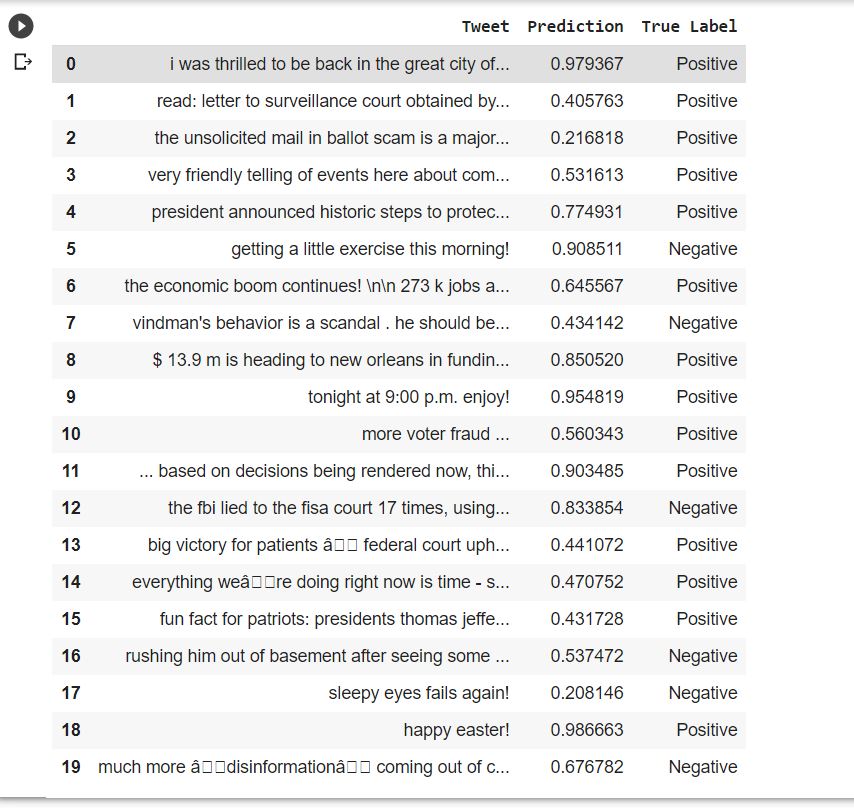 Tweet Prediction True Label
0 i was thrilled to be back in the great city of... 0.979367 Positive
1 read: letter to surveillance court obtained by... 0.405763 Positive
2 the unsolicited mail in ballot scam is a major... 0.216818 Positive
3 very friendly telling of events here about com... 0.531613 Positive
4 president announced historic steps to protec... 0.774931 Positive
5 getting a little exercise this morning! 0.908511 Negative
6 the economic boom continues! \n\n 273 k jobs a... 0.645567 Positive
7 vindman's behavior is a scandal . he should be... 0.434142 Negative
8 $ 13.9 m is heading to new orleans in fundin... 0.850520 Positive
9 tonight at 9:00 p.m. enjoy! 0.954819 Positive
10 more voter fraud ... 0.560343 Positive
11 ... based on decisions being rendered now, thi... 0.903485 Positive
12 the fbi lied to the fisa court 17 times, using... 0.833854 Negative
13 big victory for patients â□□ federal court uph... 0.441072 Positive
14 everything weâ□□re doing right now is time - s... 0.470752 Positive
15 fun fact for patriots: presidents thomas jeffe... 0.431728 Positive
16 rushing him out of basement after seeing some ... 0.537472 Negative
17 sleepy eyes fails again! 0.208146 Negative
18 happy easter! 0.986663 Positive
19 much more â□□disinformationâ□□ coming out of c... 0.676782 Negative